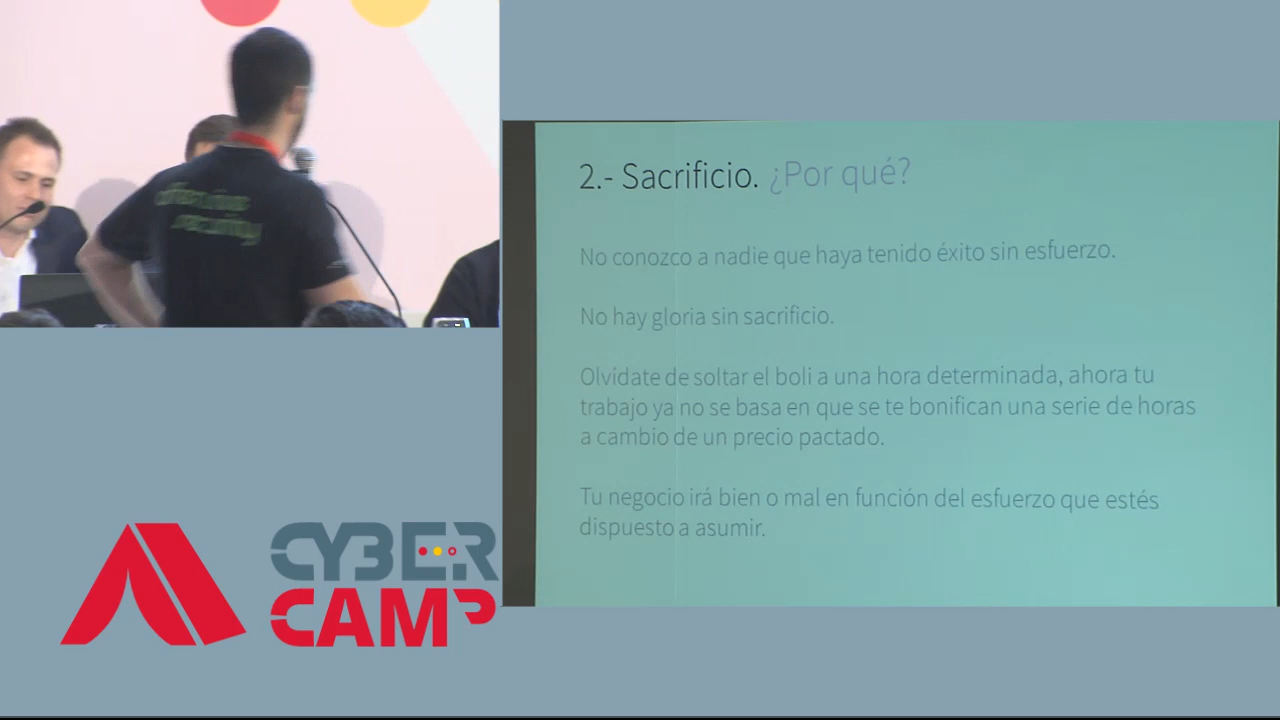 offensive
security
2.- Sacrificio. ¿Por qué?
No conozco a nadie que haya tenido éxito sin esfuerzo.
No hay gloria sin sacrificio.
Olvídate de soltar el boli a una hora determinada, ahora tu
trabajo ya no se basa en que se te bonifican una serie de horas
a cambio de un precio pactado.
Tu negocio irá bien o mal en función del esfuerzo que estés
dispuesto a asumir.
CYBER
CAMP